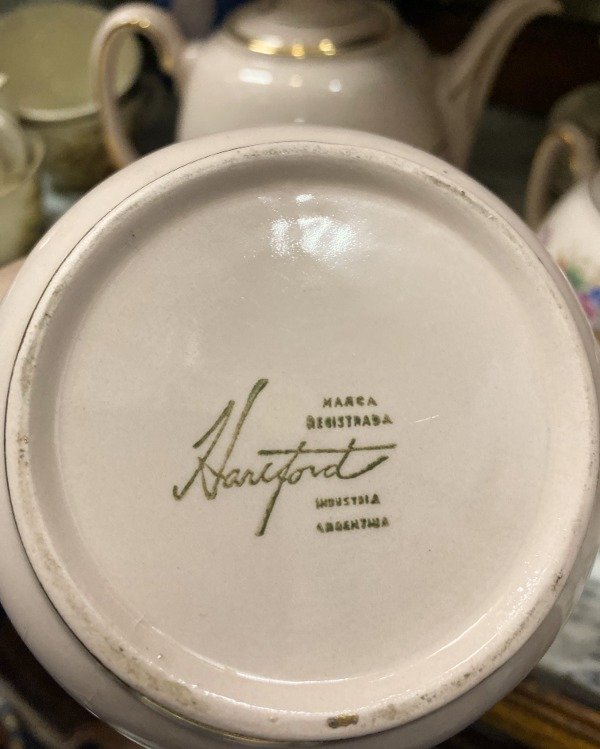 MARCA
REGISTRADA
Hartford
INDUSTRIA
ARGENTINA